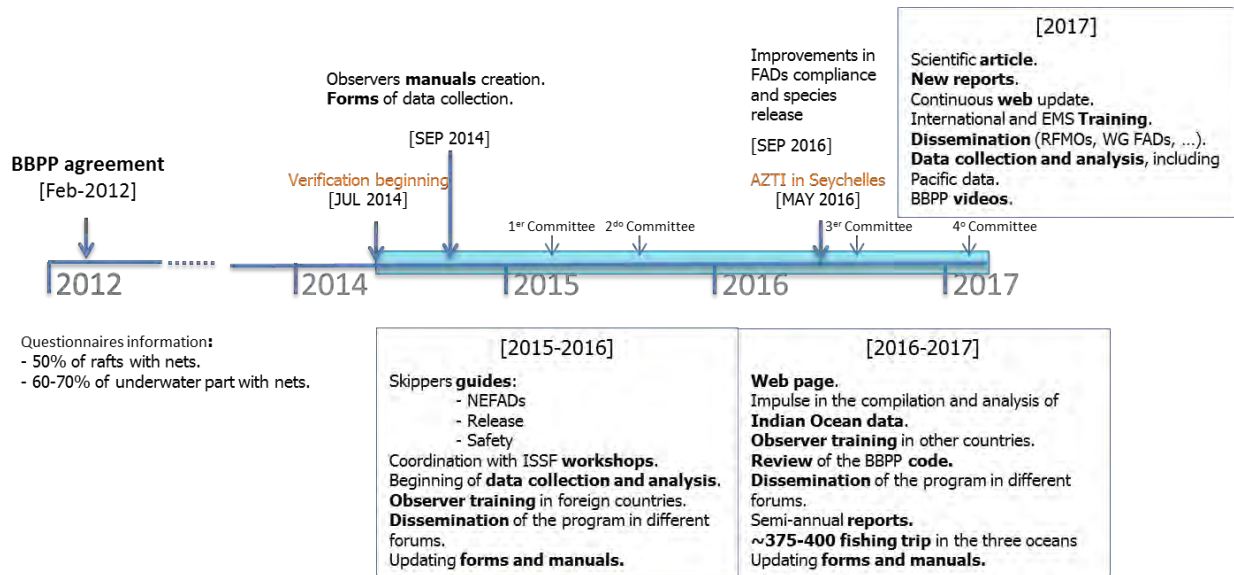 BBPP agreement
[Feb-2012]
Verification beginning
[JUL 2014]
Observers manuals creation.
Forms of data collection.
[SEP 2014]
1er Committee
2do Committee
Improvements in
FADs compliance
and species
release
[SEP 2016]
AZTI in Seychelles
[MAY 2016]
3er Committee
4o Committee
[2017]
Scientific article.
New reports.
Continuous web update.
International and EMS Training.
Dissemination (RFMOs, WG FADs, ...).
Data collection and analysis, including
Pacific data.
BBPP videos.
2012
2014
2015
2016
2017
Questionnaires information:
- 50% of rafts with nets.
- 60-70% of underwater part with nets.
[2015-2016]
Skippers guides:
- NEFADs
- Release
- Safety
Coordination with ISSF workshops.
Beginning of data collection and analysis.
Observer training in foreign countries.
Dissemination of the program in different
forums.
Updating forms and manuals.
[2016-2017]
Web page.
Impulse in the compilation and analysis of
Indian Ocean data.
Observer training in other countries.
Review of the BBPP code.
Dissemination of the program in different
forums.
Semi-annual reports.
~375-400 fishing trip in the three oceans
Updating forms and manuals.